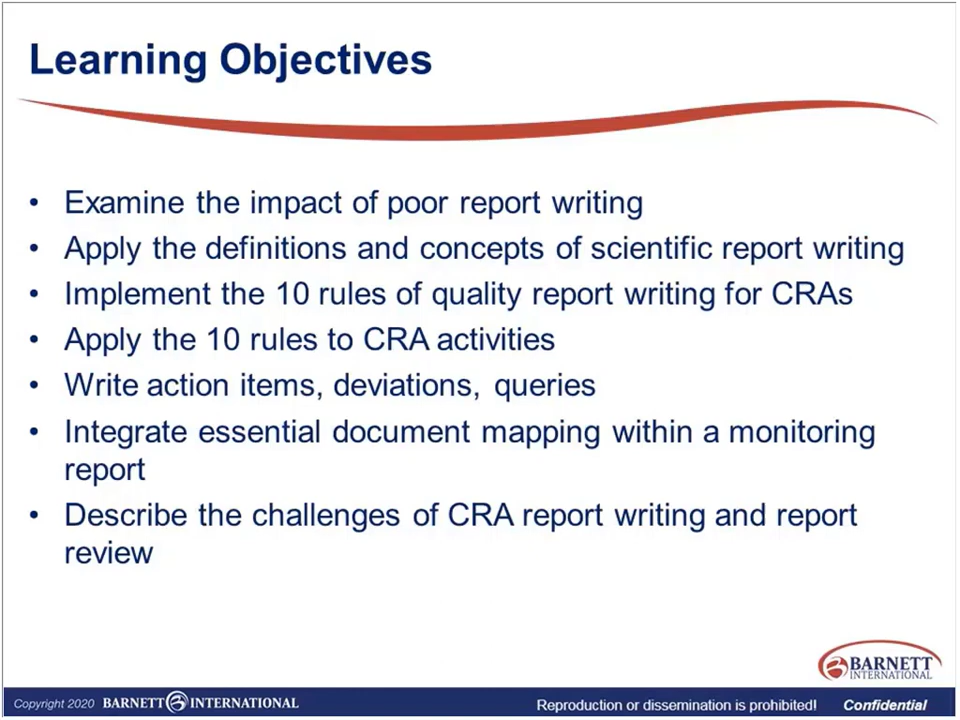 Learning Objectives
• Examine the impact of poor report writing
• Apply the definitions and concepts of scientific report writing
• Implement the 10 rules of quality report writing for CRAs
• Apply the 10 rules to CRA activities
• Write action items, deviations, queries
• Integrate essential document mapping within a monitoring
report
• Describe the challenges of CRA report writing and report
review
BARNETT
INTERNATIONAL
Copyright 2020 BARNETT INTERNATIONAL Reproduction or dissemination is prohibited! Confidential